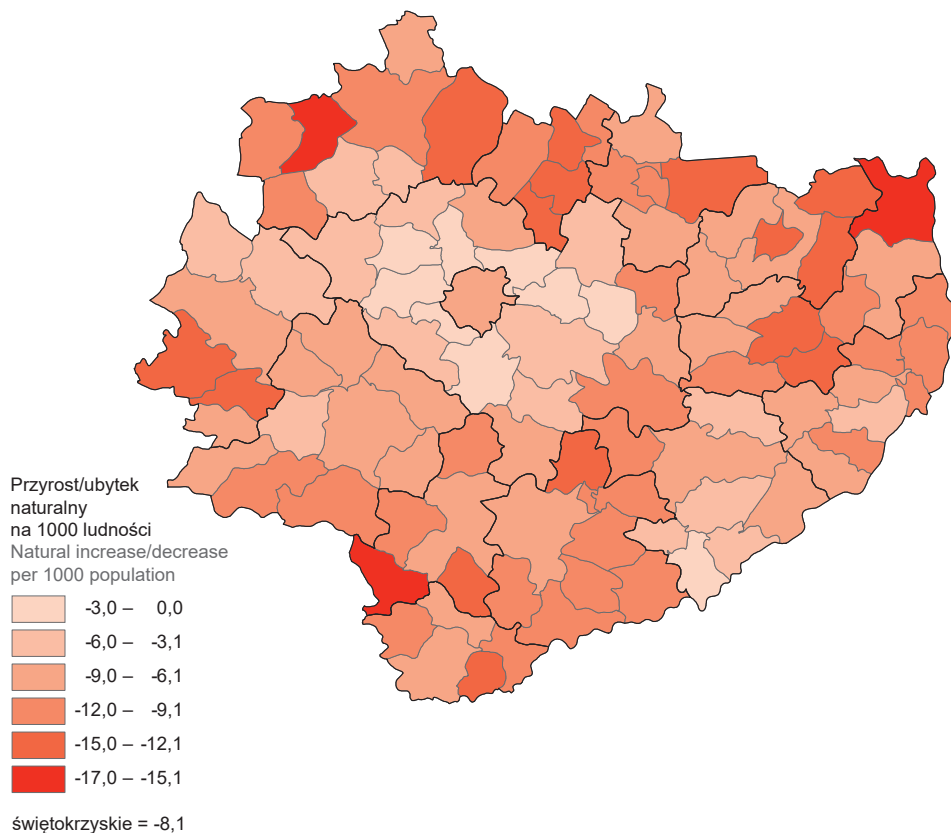 Przyrost/ubytek
naturalny
na 1000 ludności
Natural increase/decrease
per 1000 population
-3,0 – 0,0
-6,0 – -3,1
-9,0 – -6,1
-12,0 – -9,1
-15,0 – -12,1
-17,0 – -15,1
świętokrzyskie = -8,1